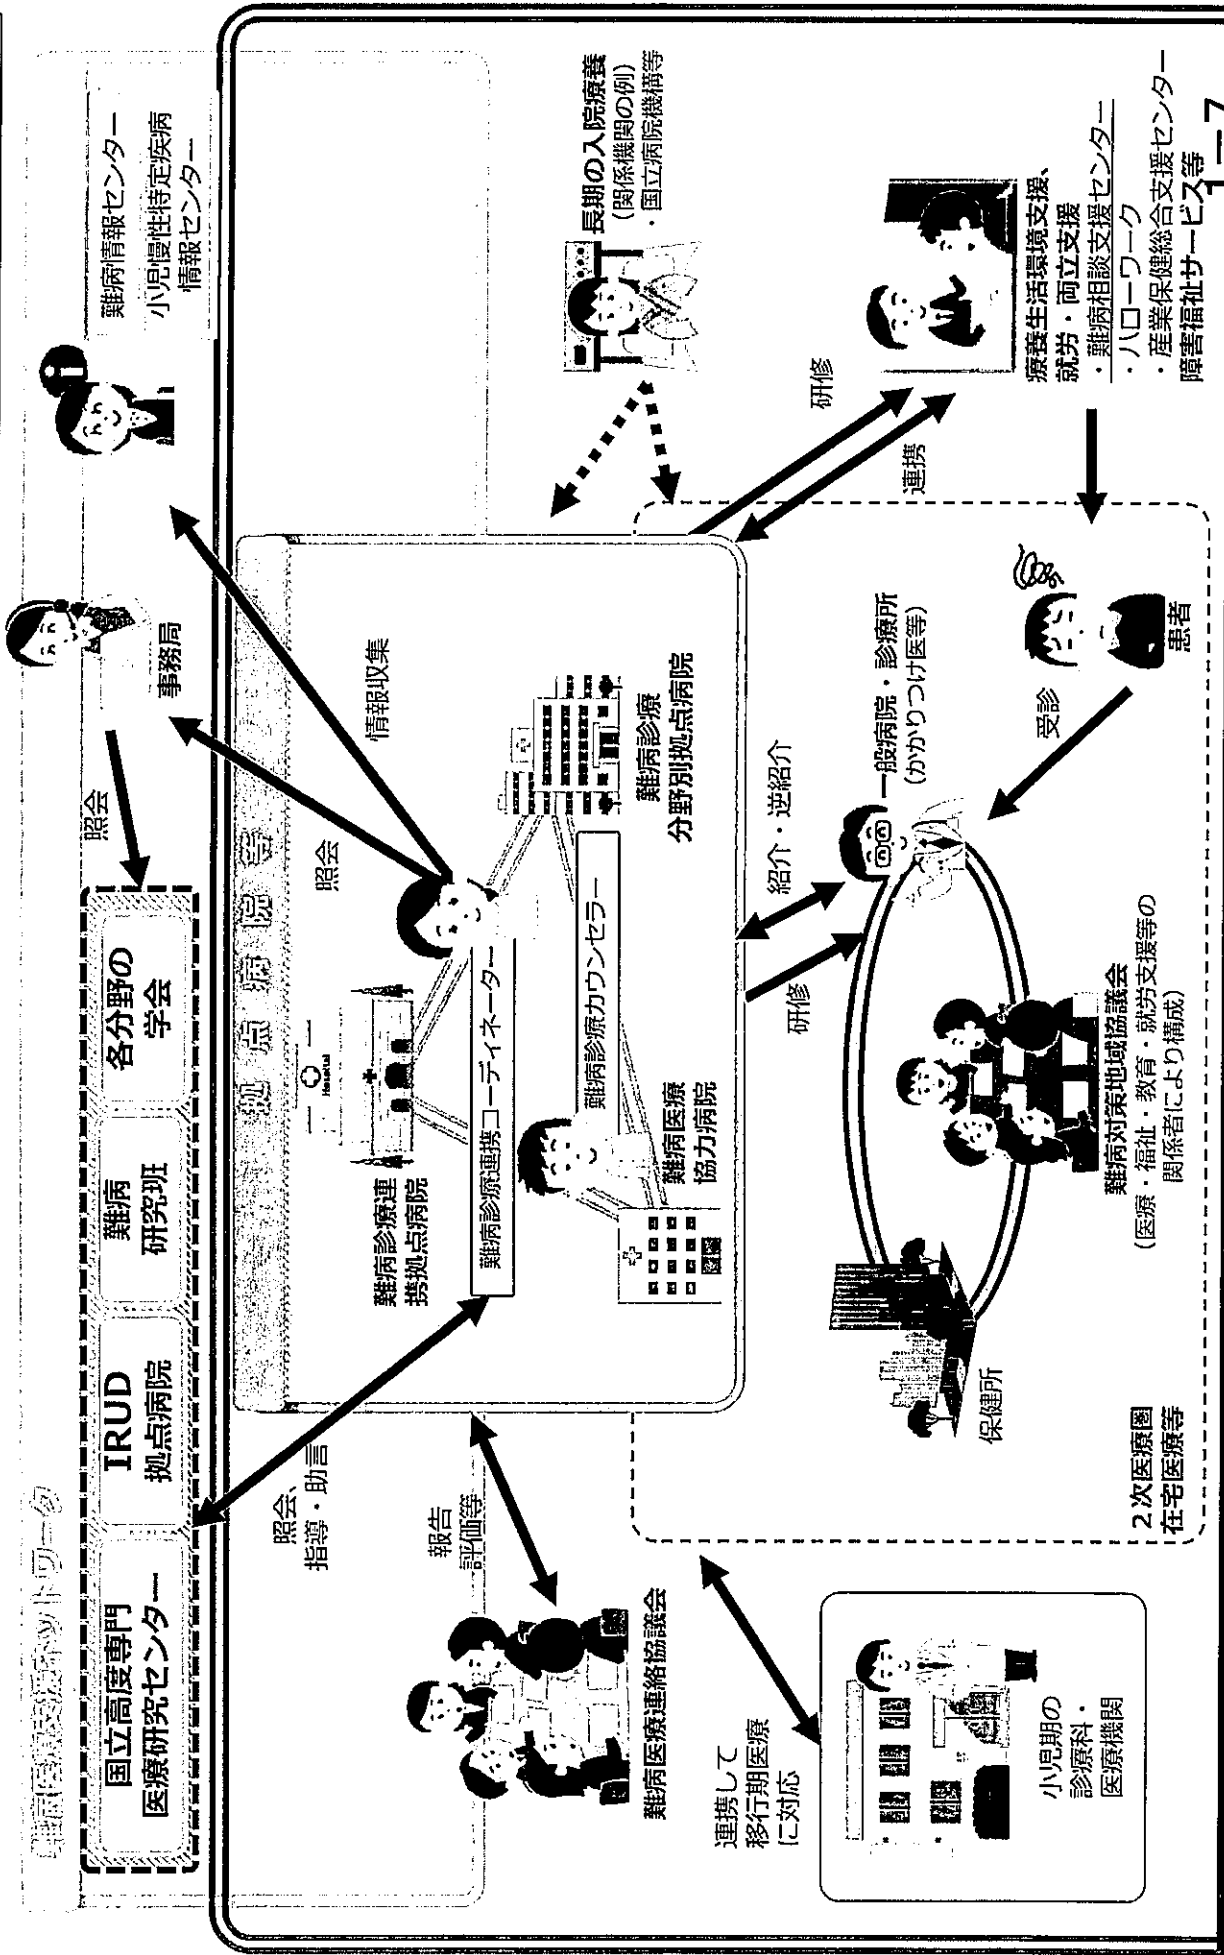 難病医療支援ネットワーク
国立高度専門
医療研究センター
IRUD
拠点病院
難病
研究班
各分野の
学会
照会
事務局
難病情報センター
小児慢性特定疾病
情報センター
照会、
指導・助言
拠点病院等
照会
情報収集
難病診療連
携拠点病院
難病診療連携コーディネーター
難病診療カウンセラー
難病医療
協力病院
難病診療
分野別拠点病院
報告
評価等
難病医療連絡協議会
長期の入院療養
(関係機関の例)
・国立病院機構等
研修
連携
療養生活環境支援、
就労・両立支援
・難病相談支援センター
・ハローワーク
・産業保健総合支援センター
障害福祉サービス等
研修
紹介・逆紹介
一般病院・診療所
(かかりつけ医等)
受診
患者
保健所
難病対策地域協議会
(医療・福祉・教育・就労支援等の
関係者により構成)
2次医療圏
在宅医療等
連携して
移行期医療
に対応
小児期の
診療科・
医療機関
Hospital
1−7